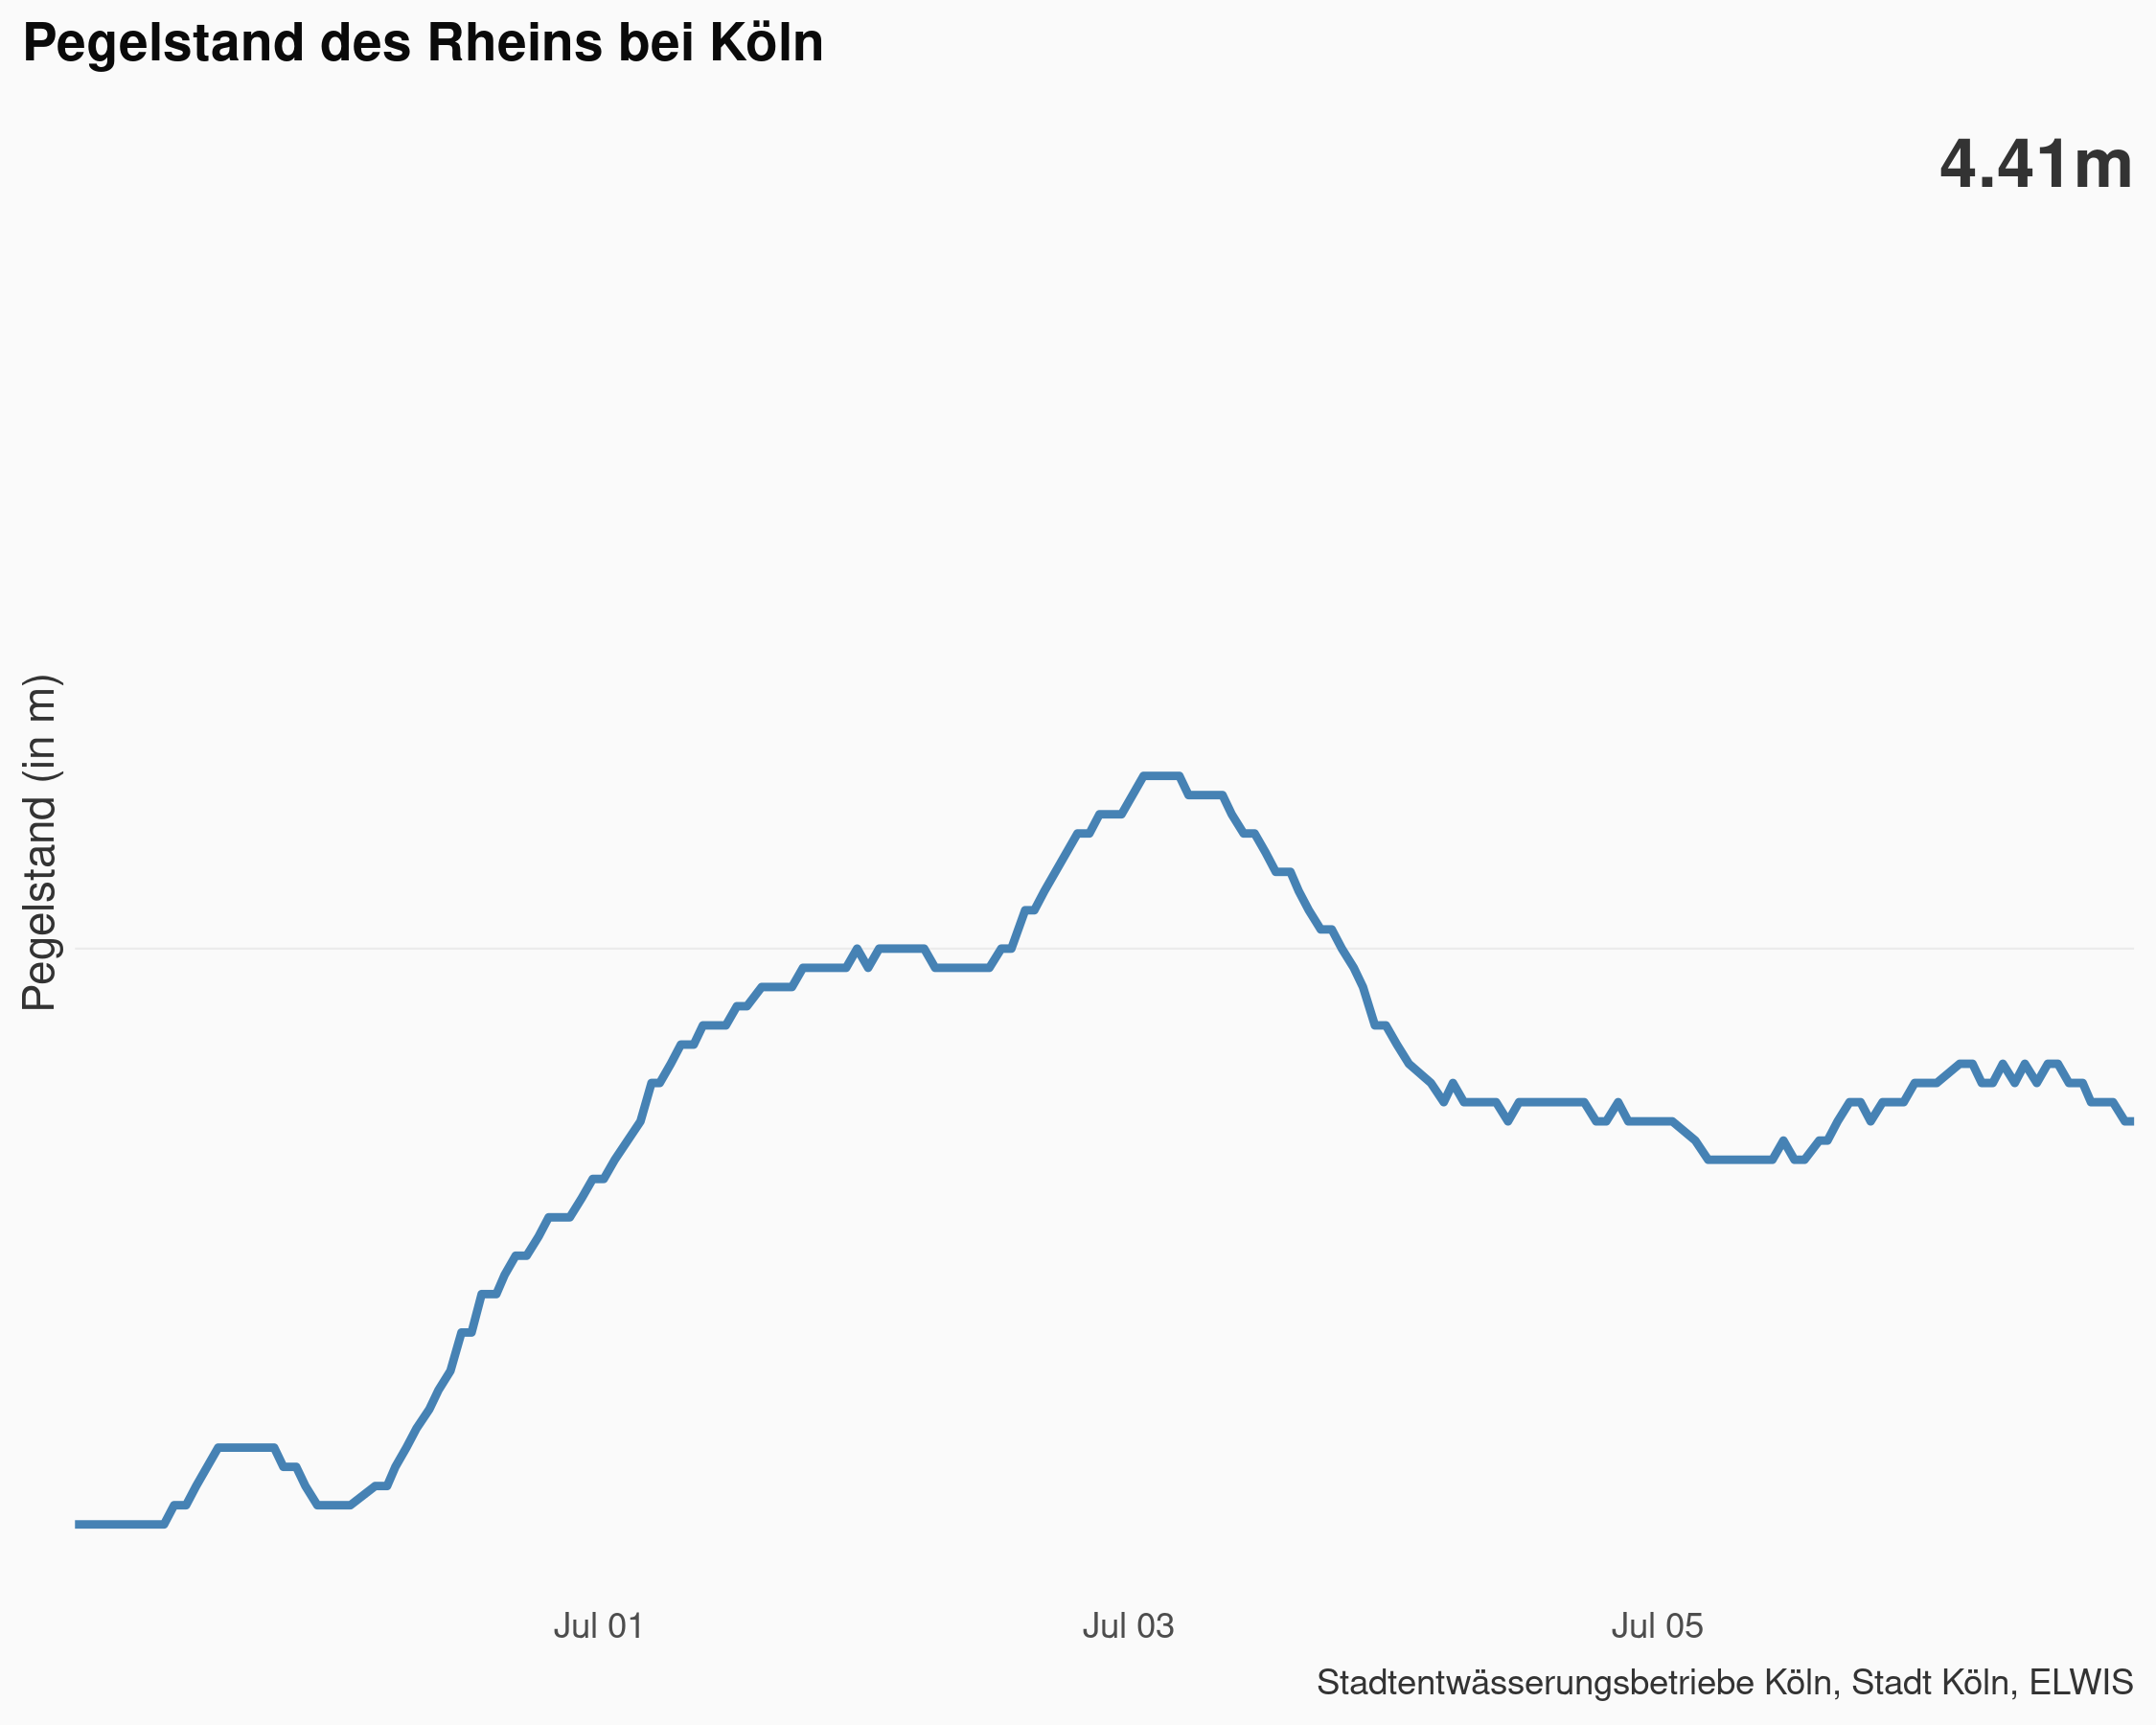 Pegelstand des Rheins bei Köln
4.41m
Pegelstand (in m)
Jul 01
Jul 03
Jul 05
Stadtentwässerungsbetriebe Köln, Stadt Köln, ELWIS